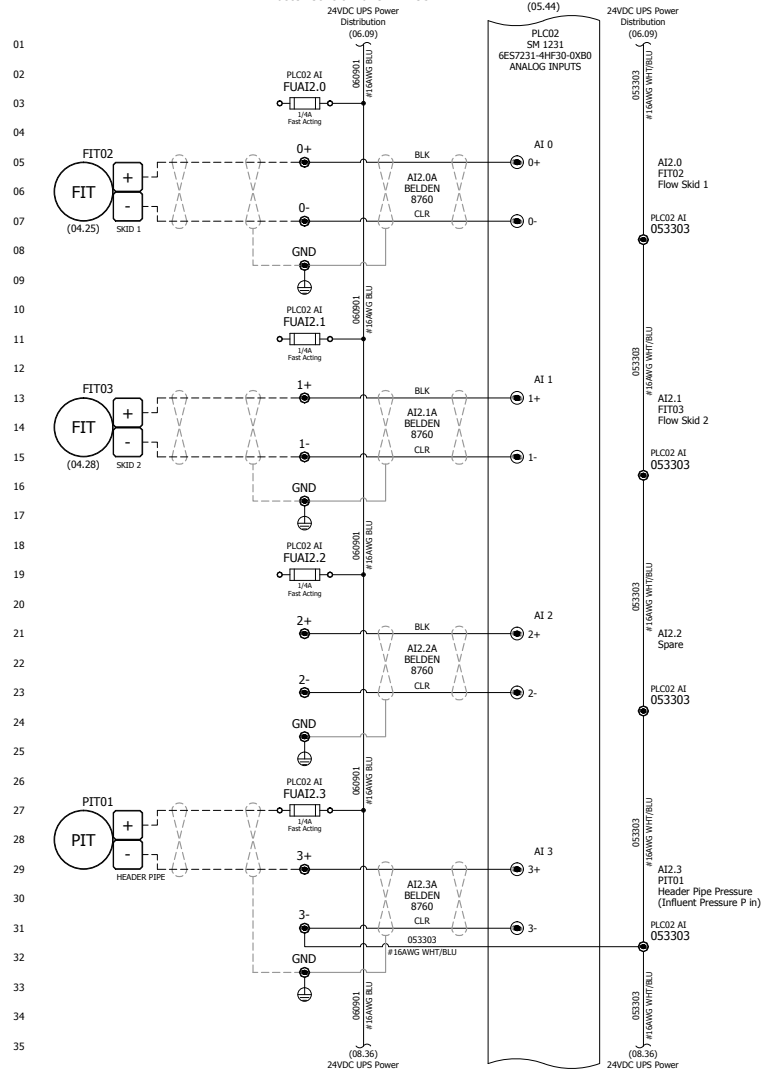 24VDC UPS Power
Distribution
(06.09)
(05.44)
PLC02
SM 1231
6ES7231-4HF30-0XB0
ANALOG INPUTS
24VDC UPS Power
Distribution
(06.09)
01
02
03
04
05
06
07
08
09
10
11
12
13
14
15
16
17
18
19
20
21
22
23
24
25
26
27
28
29
30
31
32
33
34
35
060901
#16AWG BLU
053303
#16AWG WHT/BLU
PLC02 AI
FUAI2.0
1/4A
Fast Acting
FIT02
FIT
+
-
(04.25)
SKID 1
0+
0-
GND
BLK
AI2.0A
BELDEN
8760
CLR
AI 0
0+
0-
AI2.0
FIT02
Flow Skid 1
PLC02 AI
053303
060901
#16AWG BLU
PLC02 AI
FUAI2.1
1/4A
Fast Acting
053303
#16AWG WHT/BLU
FIT03
FIT
+
-
(04.28)
SKID 2
1+
1-
GND
BLK
AI2.1A
BELDEN
8760
CLR
AI 1
1+
1-
AI2.1
FIT03
Flow Skid 2
PLC02 AI
053303
060901
#16AWG BLU
PLC02 AI
FUAI2.2
1/4A
Fast Acting
053303
#16AWG WHT/BLU
2+
2-
GND
BLK
AI2.2A
BELDEN
8760
CLR
AI 2
2+
2-
AI2.2
Spare
PLC02 AI
053303
060901
#16AWG BLU
PLC02 AI
FUAI2.3
1/4A
Fast Acting
053303
#16AWG WHT/BLU
PIT01
PIT
+
-
HEADER PIPE
3+
3-
GND
BLK
AI2.3A
BELDEN
8760
CLR
053303
#16AWG WHT/BLU
AI 3
3+
3-
AI2.3
PIT01
Header Pipe Pressure
(Influent Pressure P in)
PLC02 AI
053303
060901
#16AWG BLU
053303
#16AWG WHT/BLU
(08.36)
24VDC UPS Power
(08.36)
24VDC UPS Power